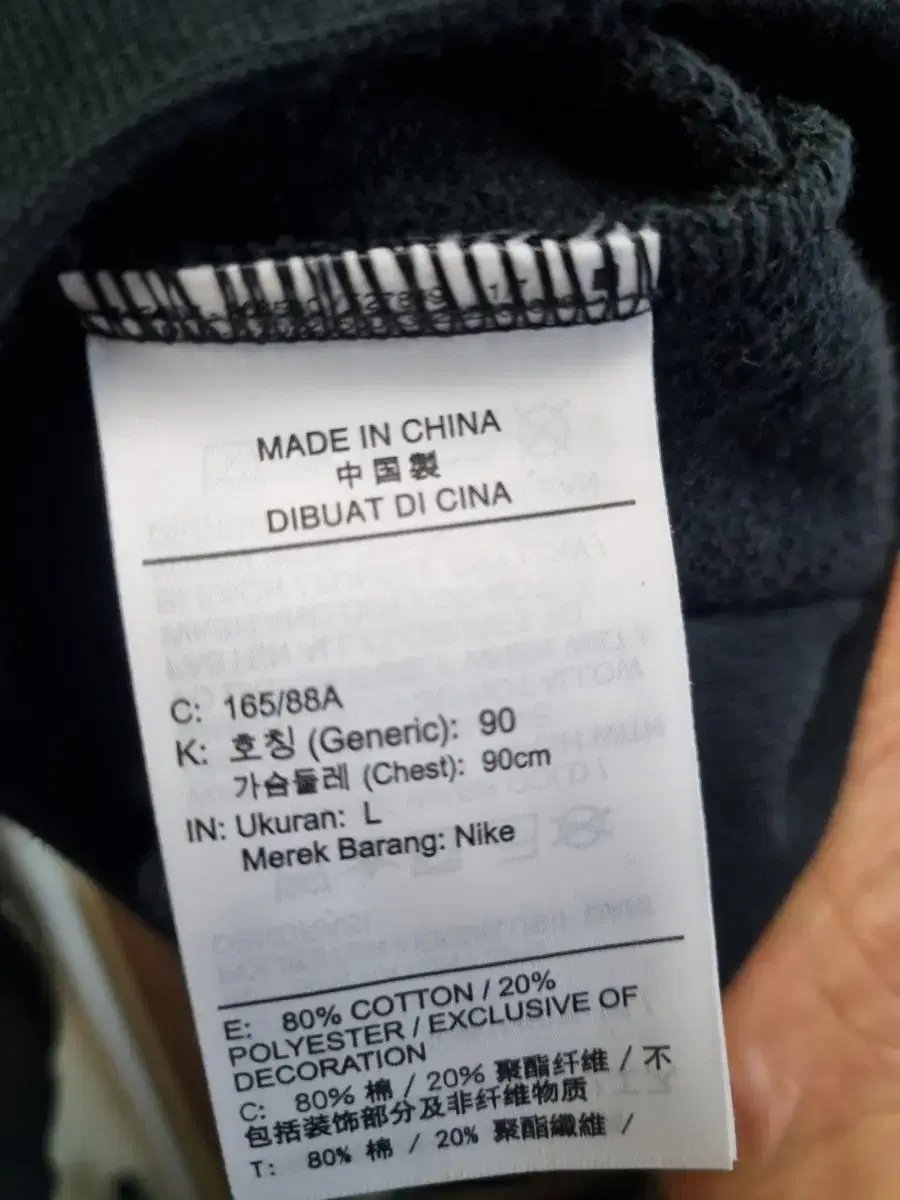 MADE IN CHINA
中国製
DIBUAT DI CINA
C: 165/88A
K: 호칭 (Generic): 90
가슴둘레 (Chest): 90cm
IN: Ukuran: L
Merek Barang: Nike
E: 80% COTTON / 20%
POLYESTER / EXCLUSIVE OF
DECORATION
C: 80% 棉 / 20% 聚酯纤维 / 不
包括装饰部分及非纤维物质
T: 80% 棉 / 20% 聚酯纖維 /